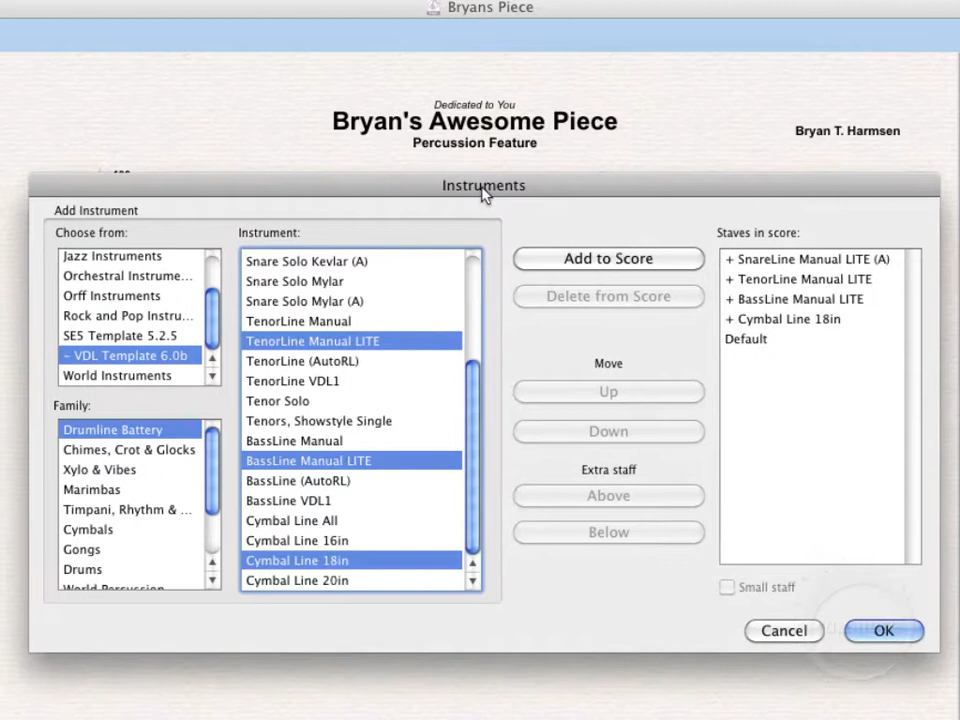 Bryans Piece
Dedicated to You
Bryan's Awesome Piece
Percussion Feature
Bryan T. Harmsen
Instruments
Add Instrument
Choose from:
Jazz Instruments
Orchestral Instrume...
Orff Instruments
Rock and Pop Instru...
SE5 Template 5.2.5
- VDL Template 6.0b
World Instruments
Family:
Drumline Battery
Chimes, Crot & Glocks
Xylo & Vibes
Marimbas
Timpani, Rhythm & ...
Cymbals
Gongs
Drums
World Percussion
Instrument:
Snare Solo Kevlar (A)
Snare Solo Mylar
Snare Solo Mylar (A)
TenorLine Manual
TenorLine Manual LITE
TenorLine (AutoRL)
TenorLine VDL1
Tenor Solo
Tenors, Showstyle Single
BassLine Manual
BassLine Manual LITE
BassLine (AutoRL)
BassLine VDL1
Cymbal Line All
Cymbal Line 16in
Cymbal Line 18in
Cymbal Line 20in
Add to Score
Delete from Score
Move
Up
Down
Extra staff
Above
Below
Staves in score:
+ SnareLine Manual LITE (A)
+ TenorLine Manual LITE
+ BassLine Manual LITE
+ Cymbal Line 18in
Default
Small staff
Cancel
OK